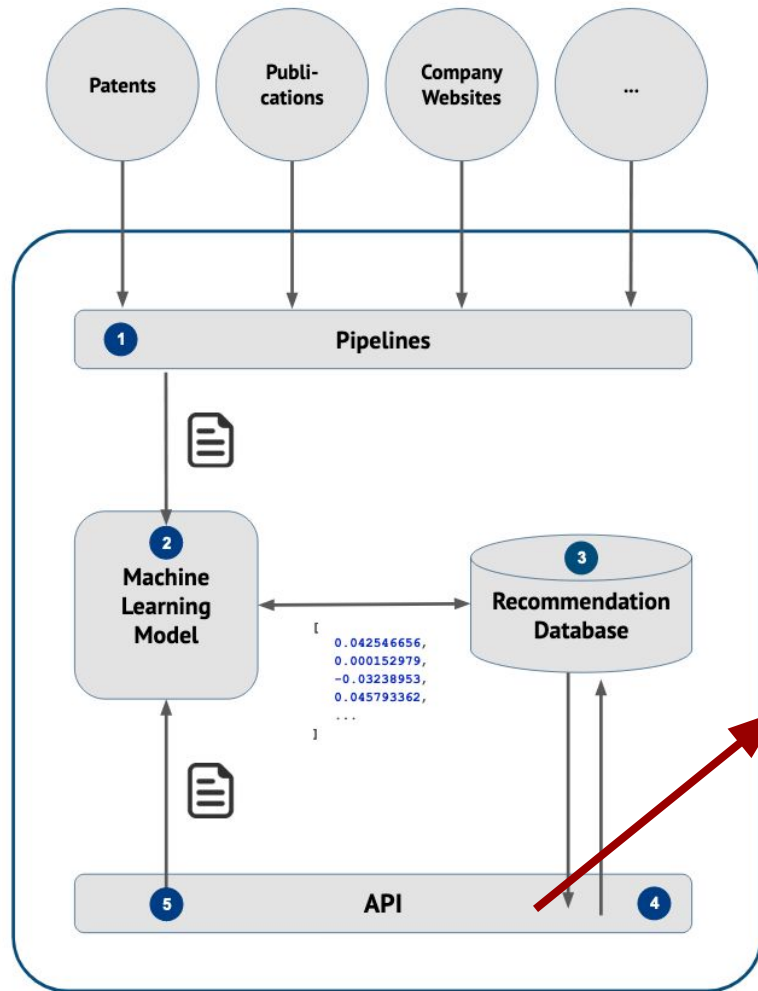 Patents
Publi-
cations
Company
Websites
...
1
Pipelines
2
Machine
Learning
Model
3
Recommendation
Database
[
0.042546656,
0.000152979,
-0.03238953,
0.045793362,
...
]
5
API
4